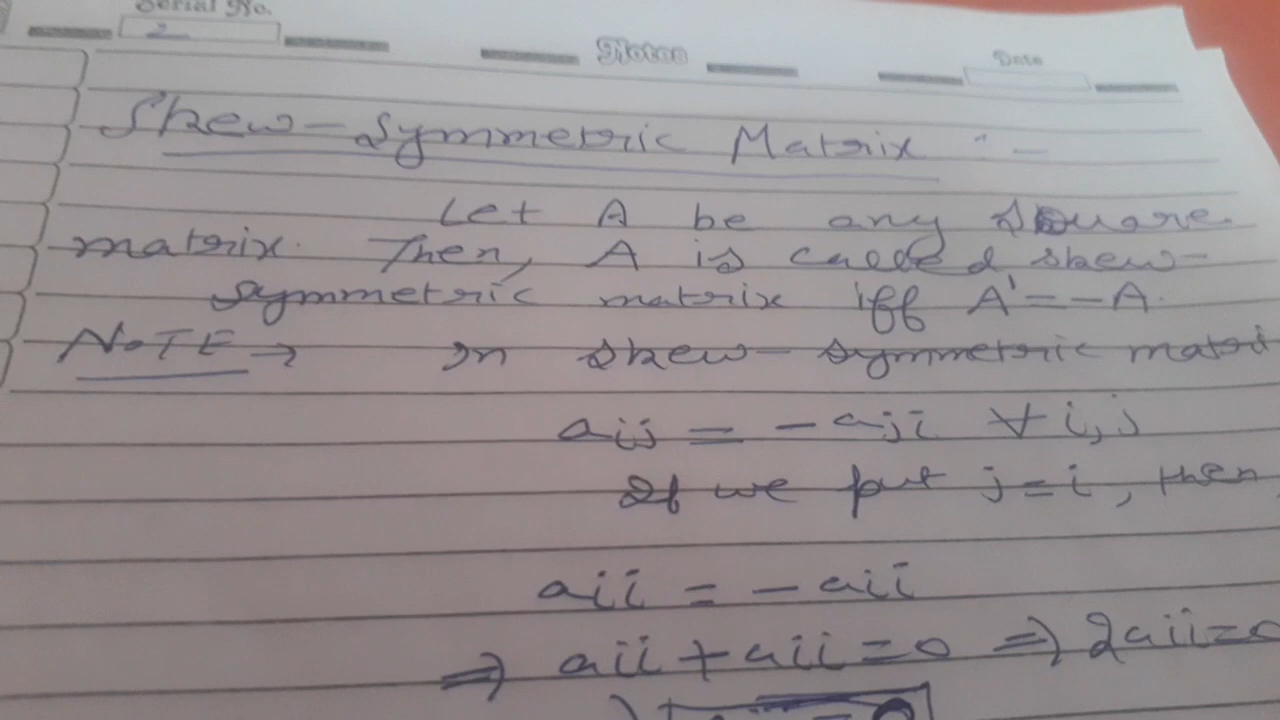 Serial No.
2
Notes
Date
Skew-Symmetric Matrix :-
Let A be any square
matrix. Then, A is called skew-
symmetric matrix iff A' = -A.
NOTE → In skew-symmetric matri
aij = -aji ∀ i,j
If we put j=i, then
aii = -aii
⇒ aii + aii = 0 ⇒ 2aii=0
= 0